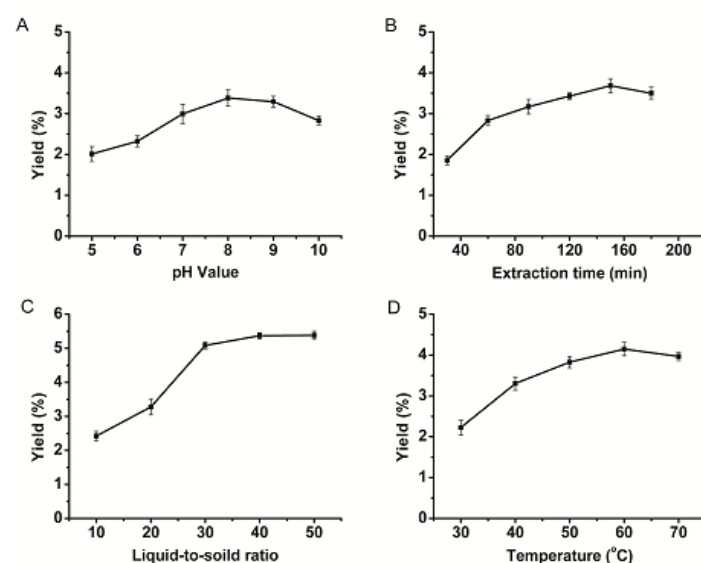 A
Yield (%)
5
4
3
2
1
0
5 6 7 8 9 10
pH Value
B
Yield (%)
5
4
3
2
1
0
40 80 120 160 200
Extraction time (min)
C
Yield (%)
6
5
4
3
2
1
0
10 20 30 40 50
Liquid-to-soild ratio
D
Yield (%)
5
4
3
2
1
0
30 40 50 60 70
Temperature (°C)